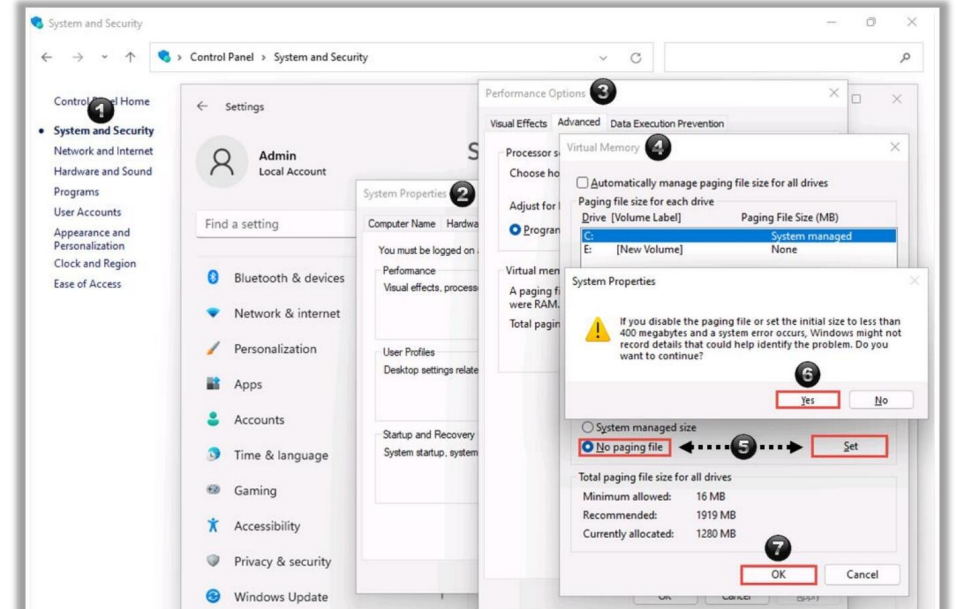 System and Security
Control Panel > System and Security
Control Panel Home
1
System and Security
Network and Internet
Hardware and Sound
Programs
User Accounts
Appearance and
Personalization
Clock and Region
Ease of Access
Settings
Admin
Local Account
Find a setting
Bluetooth & devices
Network & internet
Personalization
Apps
Accounts
Time & language
Gaming
Accessibility
Privacy & security
Windows Update
System Properties 2
Computer Name Hardwa
You must be logged on
Performance
Visual effects, process
User Profiles
Desktop settings relate
Startup and Recovery
System startup, system
Performance Options 3
Visual Effects Advanced Data Execution Prevention
Processor s
Choose ho
Adjust for
Program
Virtual mem
A paging fi
were RAM.
Total pagin
Virtual Memory 4
Automatically manage paging file size for all drives
Paging file size for each drive
Drive [Volume Label] Paging File Size (MB)
C: System managed
E: [New Volume] None
System Properties
If you disable the paging file or set the initial size to less than
400 megabytes and a system error occurs, Windows might not
record details that could help identify the problem. Do you
want to continue?
6
Yes No
System managed size
No paging file 5 Set
Total paging file size for all drives
Minimum allowed: 16 MB
Recommended: 1919 MB
Currently allocated: 1280 MB
7
OK Cancel
OK Cancel Apply